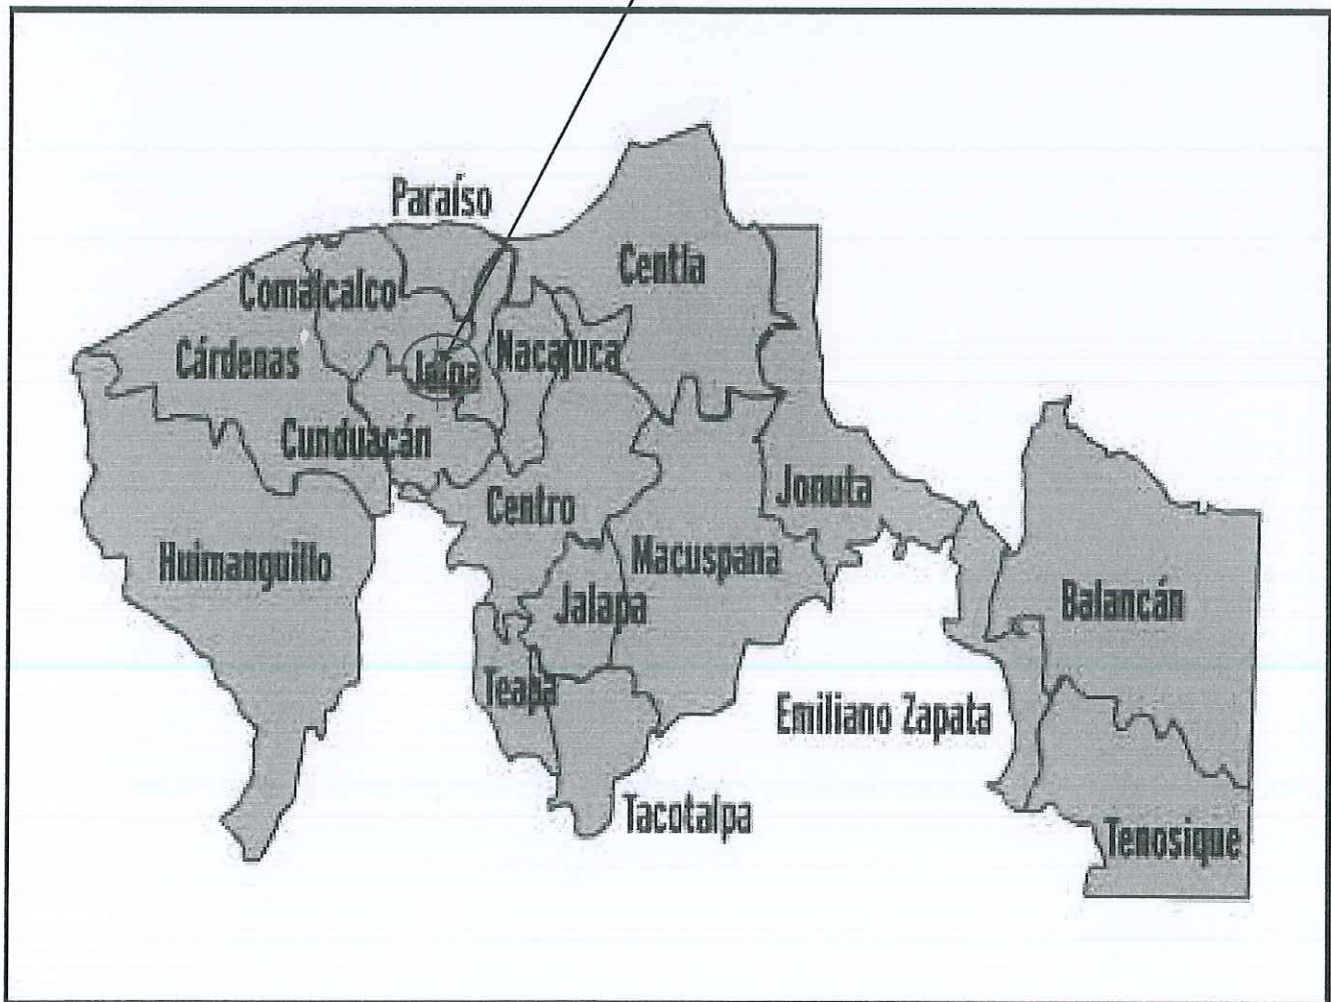 Paraíso
Centla
Comalcalco
Cárdenas
Jalpa
Nacajuca
Cunduacán
Centro
Jonuta
Huimanguillo
Macuspana
Jalapa
Balancán
Teapa
Emiliano Zapata
Tacotalpa
Tenosique